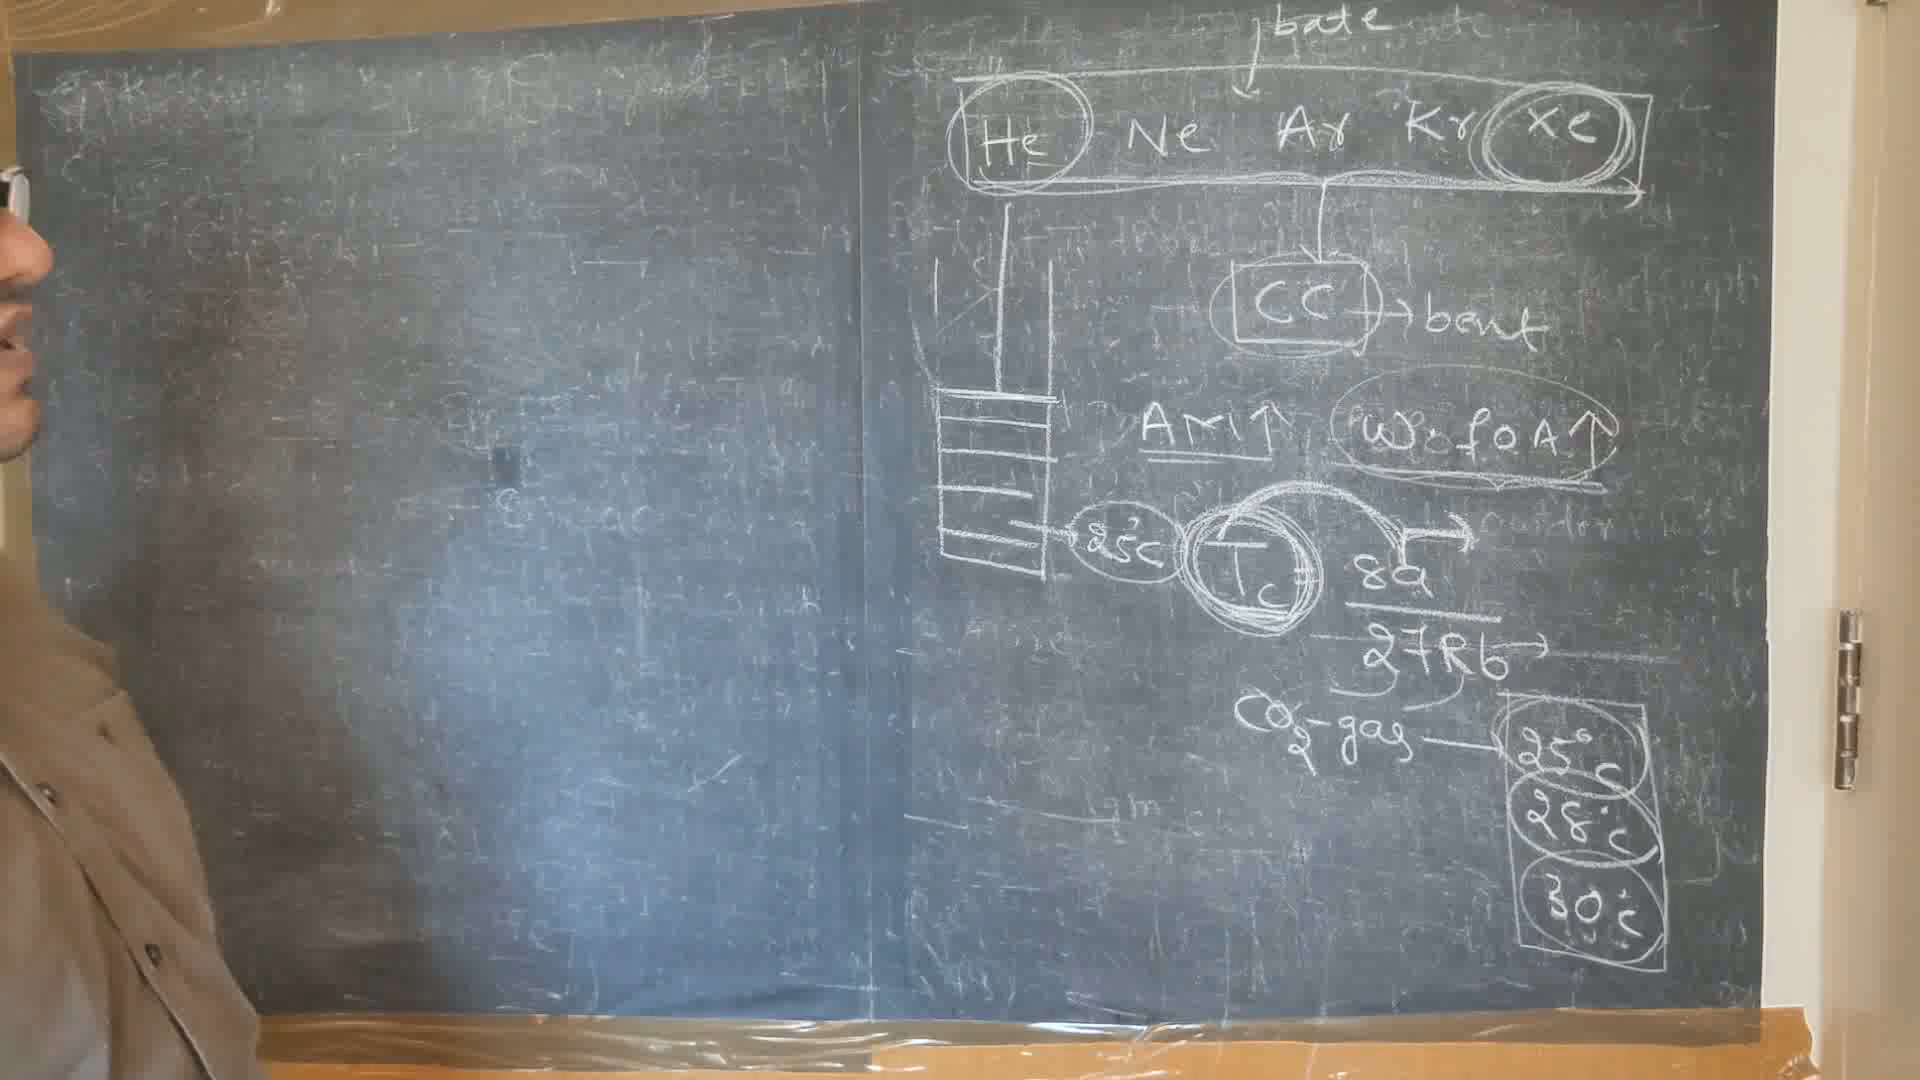 bate
He Ne Ar Kr Xe
CC → bent
AM↑
25°C
Tc = 8a
27Rb →
CO2-gas — 25°C
28°C
30°C